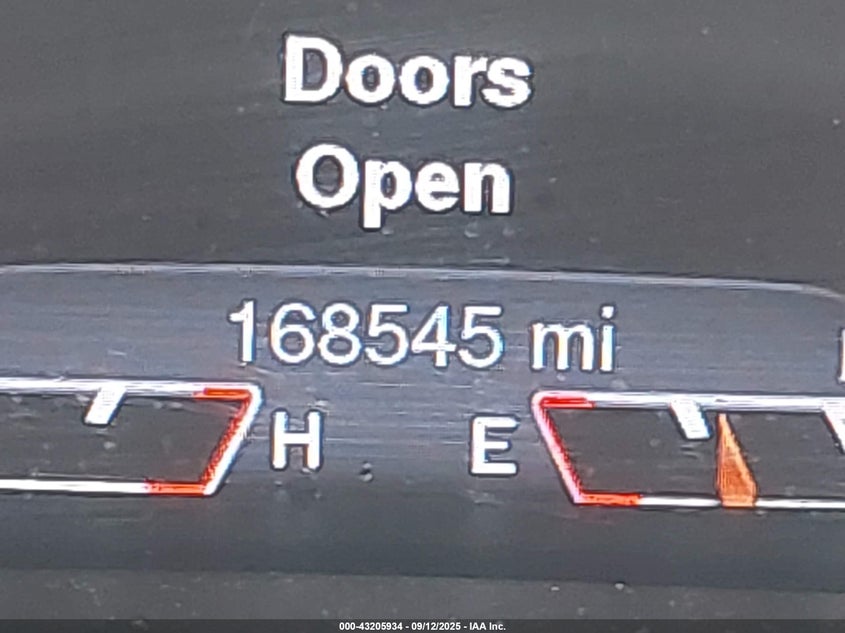 Doors
Open
168545 mi
H E
000-43205934 - 09/12/2025 - IAA Inc.